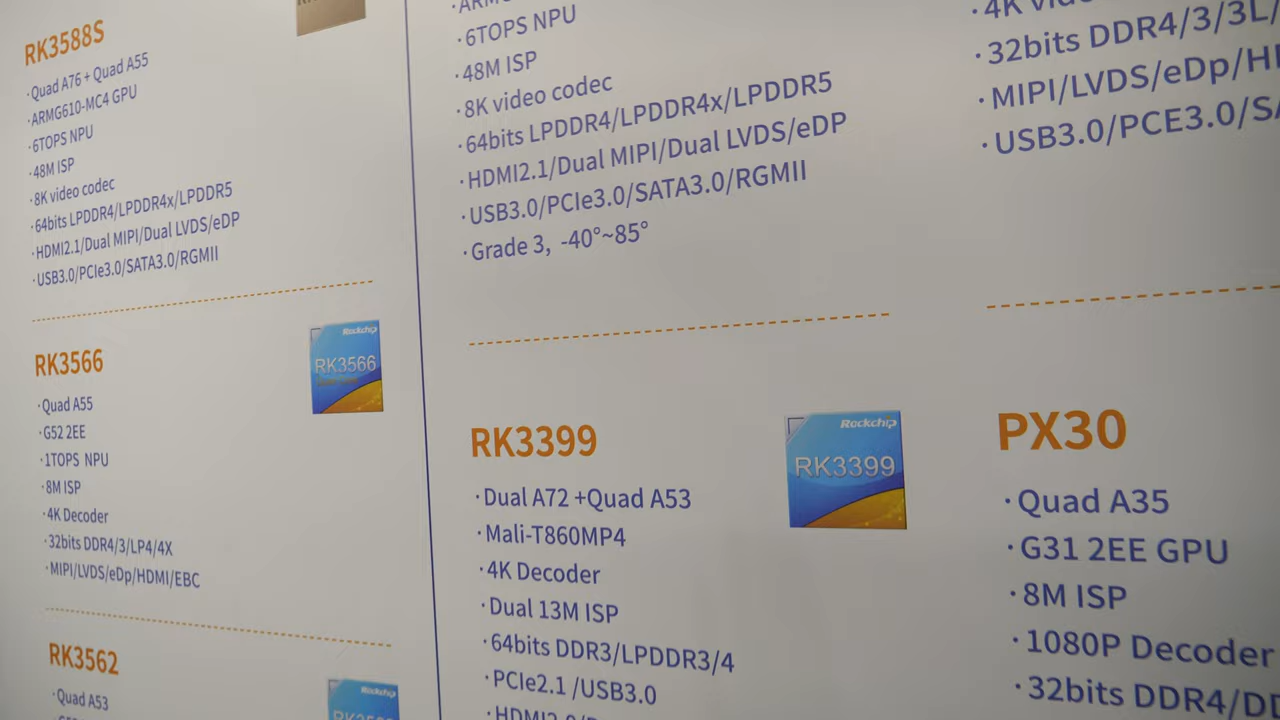 RK3588S
·Quad A76 + Quad A55
·ARMG610-MC4 GPU
·6TOPS NPU
·48M ISP
·8K video codec
·64bits LPDDR4/LPDDR4x/LPDDR5
·HDMI2.1/Dual MIPI/Dual LVDS/eDP
·USB3.0/PCIe3.0/SATA3.0/RGMII
RK3566
Rockchip
RK3566
·Quad A55
·G52 2EE
·1TOPS NPU
·8M ISP
·4K Decoder
·32bits DDR4/3/LP4/4X
·MIPI/LVDS/eDp/HDMI/EBC
RK3562
Rockchip
·Quad A53
·6TOPS NPU
·48M ISP
·8K video codec
·64bits LPDDR4/LPDDR4x/LPDDR5
·HDMI2.1/Dual MIPI/Dual LVDS/eDP
·USB3.0/PCIe3.0/SATA3.0/RGMII
·Grade 3, -40°~85°
RK3399
Rockchip
RK3399
·Dual A72 +Quad A53
·Mali-T860MP4
·4K Decoder
·Dual 13M ISP
·64bits DDR3/LPDDR3/4
·PCIe2.1 /USB3.0
·4K
·32bits DDR4/3/3L/
·MIPI/LVDS/eDp/
·USB3.0/PCE3.0/
PX30
·Quad A35
·G31 2EE GPU
·8M ISP
·1080P Decoder
·32bits DDR4/